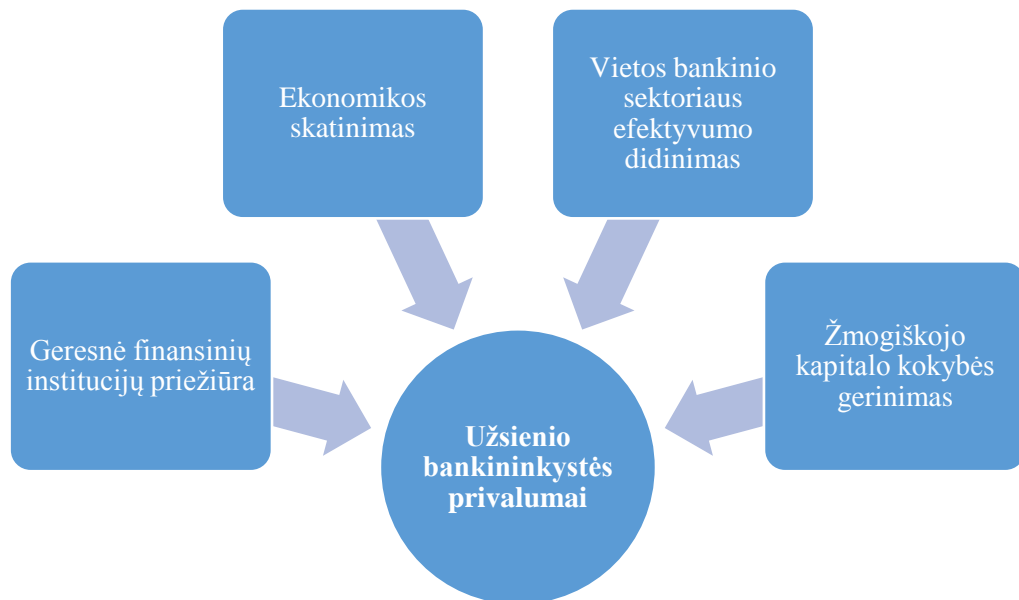 Ekonomikos
skatinimas
Vietos bankinio
sektoriaus
efektyvumo
didinimas
Geresnė finansinių
institucijų priežiūra
Žmogiškojo
kapitalo kokybės
gerinimas
Užsienio
bankininkystės
privalumai